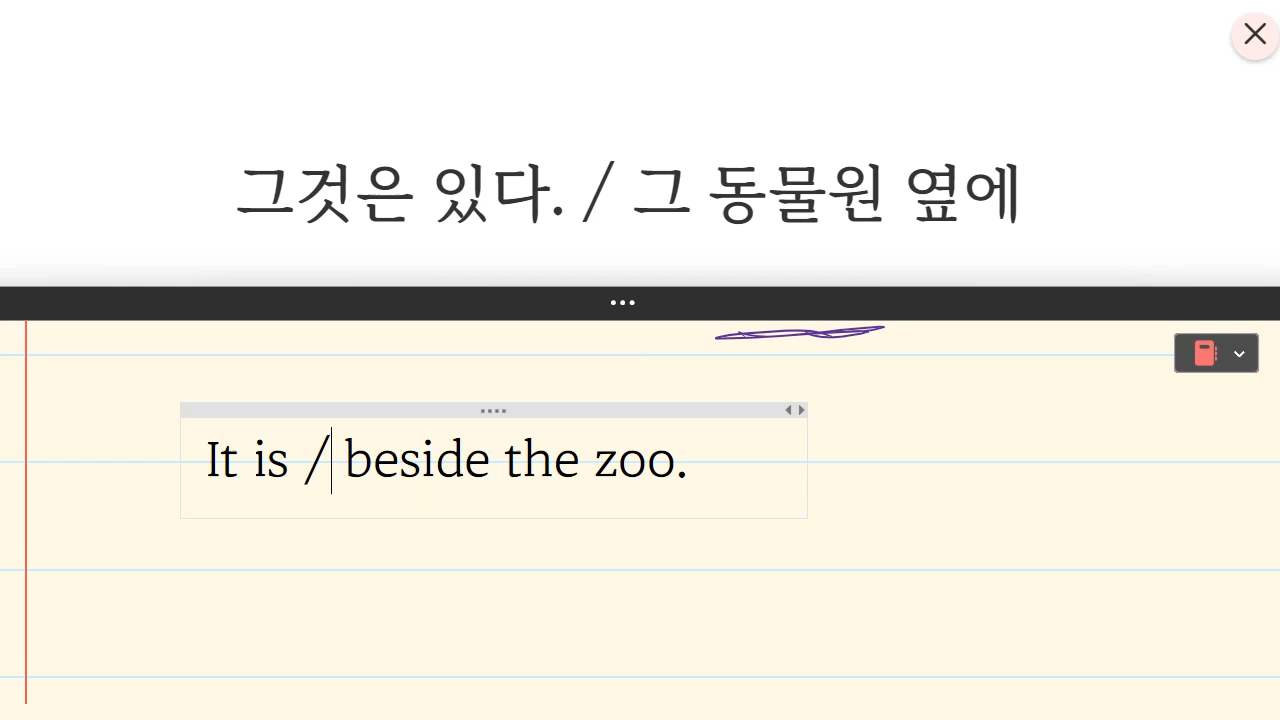 그것은 있다. / 그 동물원 옆에
It is / beside the zoo.